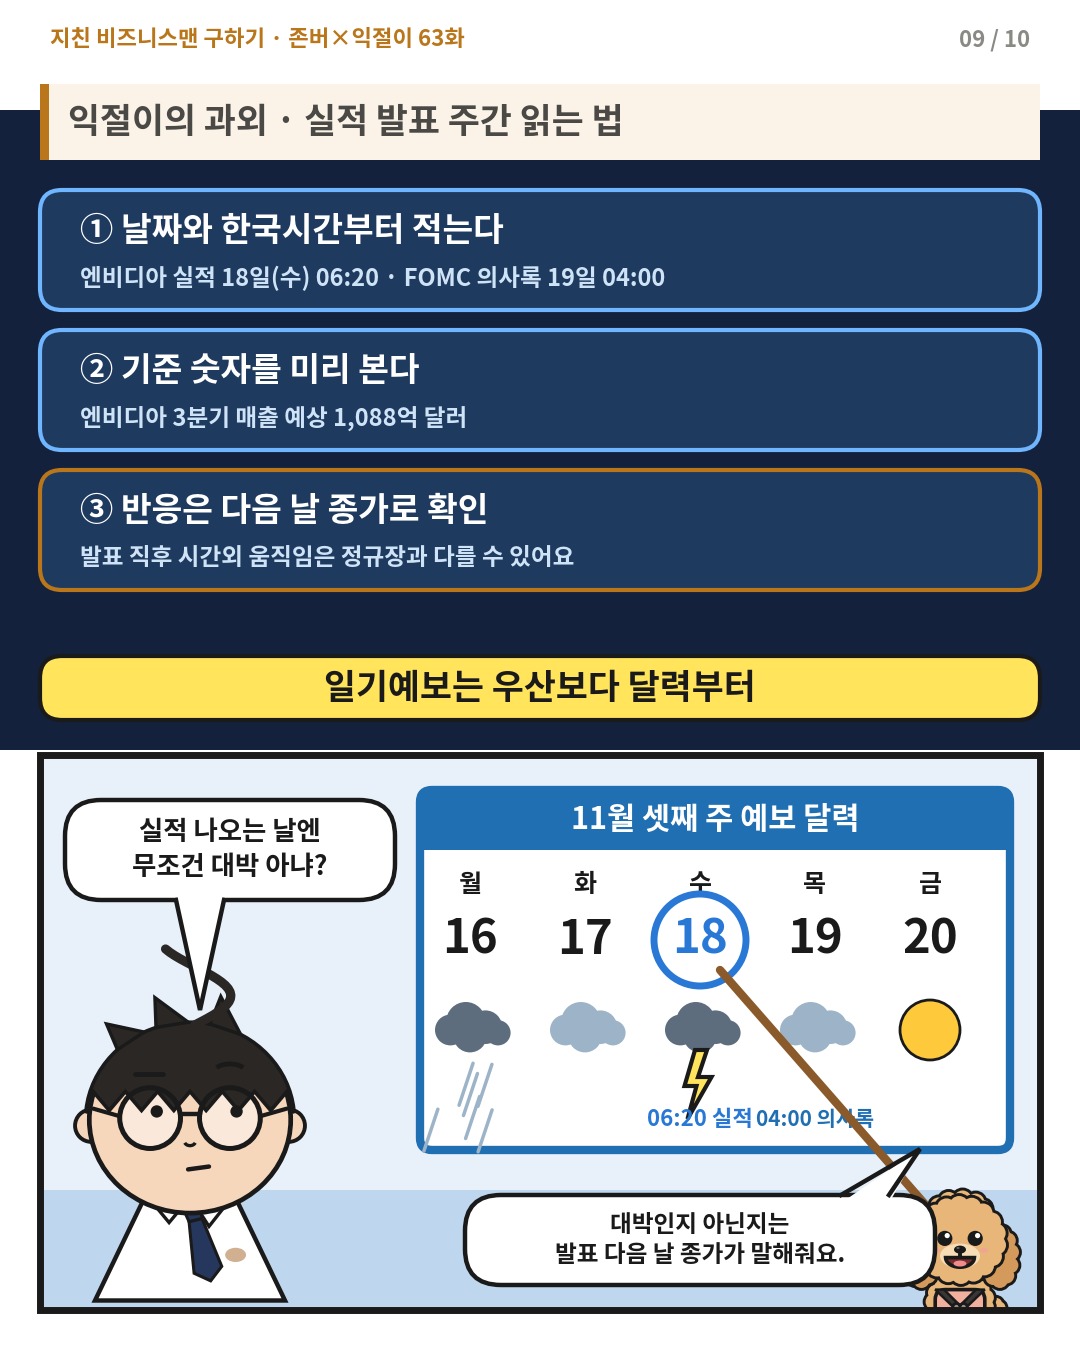 지친 비즈니스맨 구하기 · 존버×익절이 63화
09 / 10
익절이의 과외 · 실적 발표 주간 읽는 법
① 날짜와 한국시간부터 적는다
엔비디아 실적 18일(수) 06:20 · FOMC 의사록 19일 04:00
② 기준 숫자를 미리 본다
엔비디아 3분기 매출 예상 1,088억 달러
③ 반응은 다음 날 종가로 확인
발표 직후 시간외 움직임은 정규장과 다를 수 있어요
일기예보는 우산보다 달력부터
실적 나오는 날엔
무조건 대박 아냐?
11월 셋째 주 예보 달력
월 화 수 목 금
16 17 18 19 20
06:20 실적 04:00 의사록
대박인지 아닌지는
발표 다음 날 종가가 말해줘요.